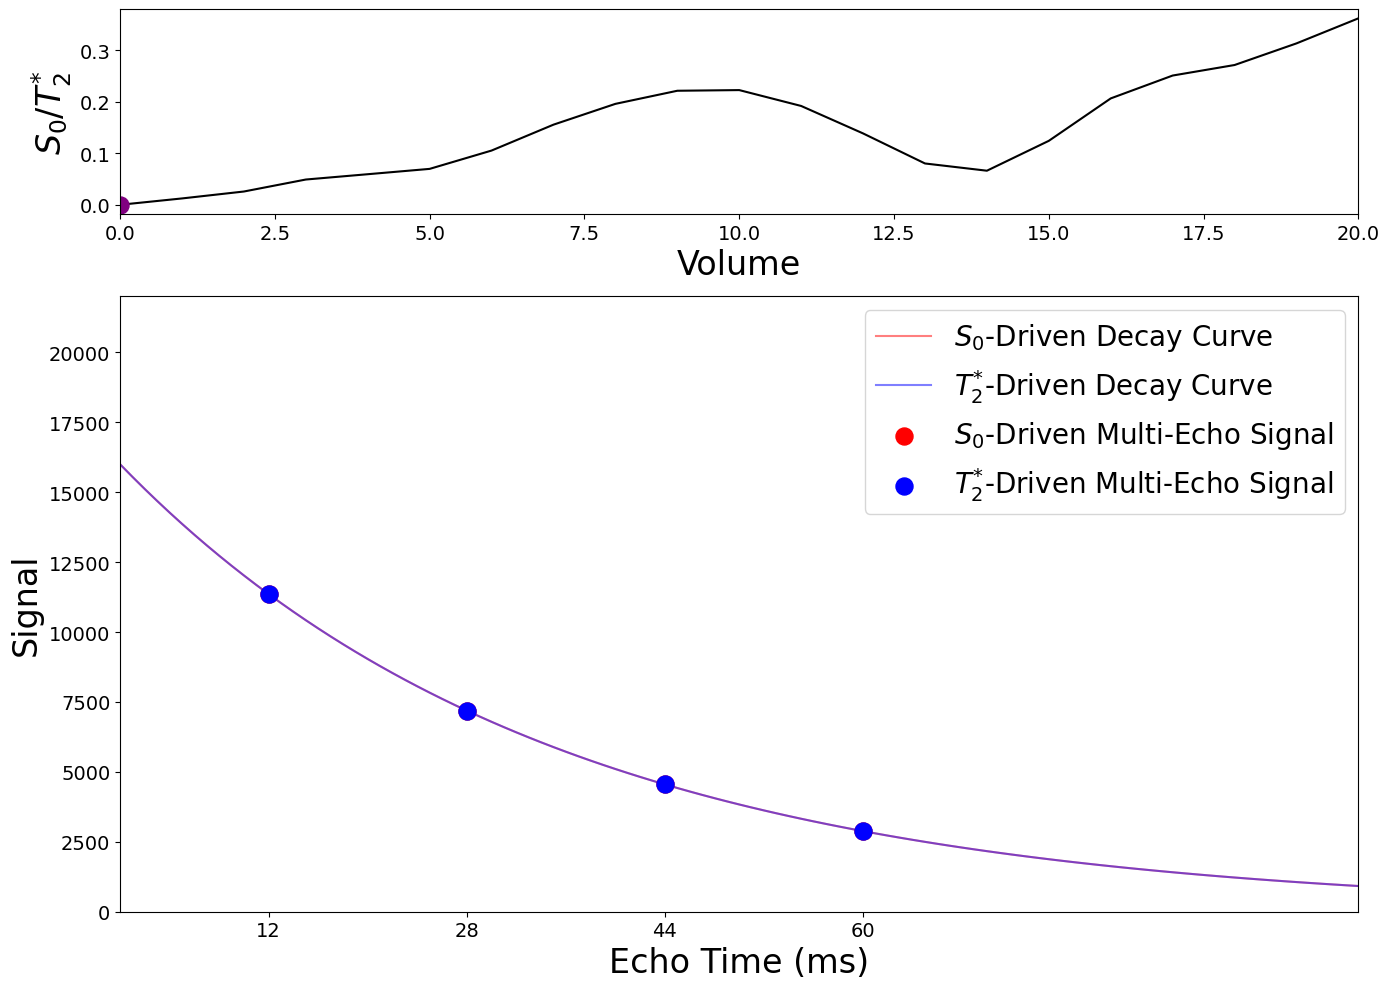 S₀/T₂*
0.3
0.2
0.1
0.0
0.0 2.5 5.0 7.5 10.0 12.5 15.0 17.5 20.0
Volume
S₀-Driven Decay Curve
T₂*-Driven Decay Curve
S₀-Driven Multi-Echo Signal
T₂*-Driven Multi-Echo Signal
Signal
20000
17500
15000
12500
10000
7500
5000
2500
0
12 28 44 60
Echo Time (ms)